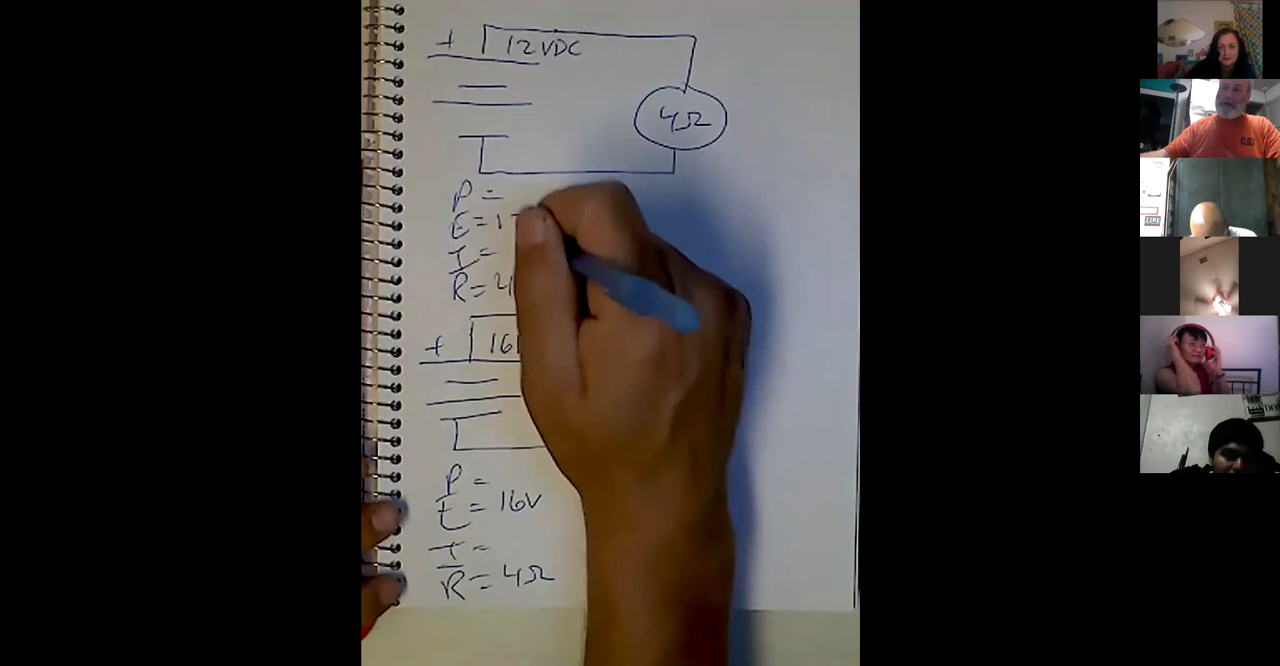 + 12VDC
4Ω
P =
E = 1
I =
R = 4
+ 16
P =
E = 16V
I =
R = 4Ω